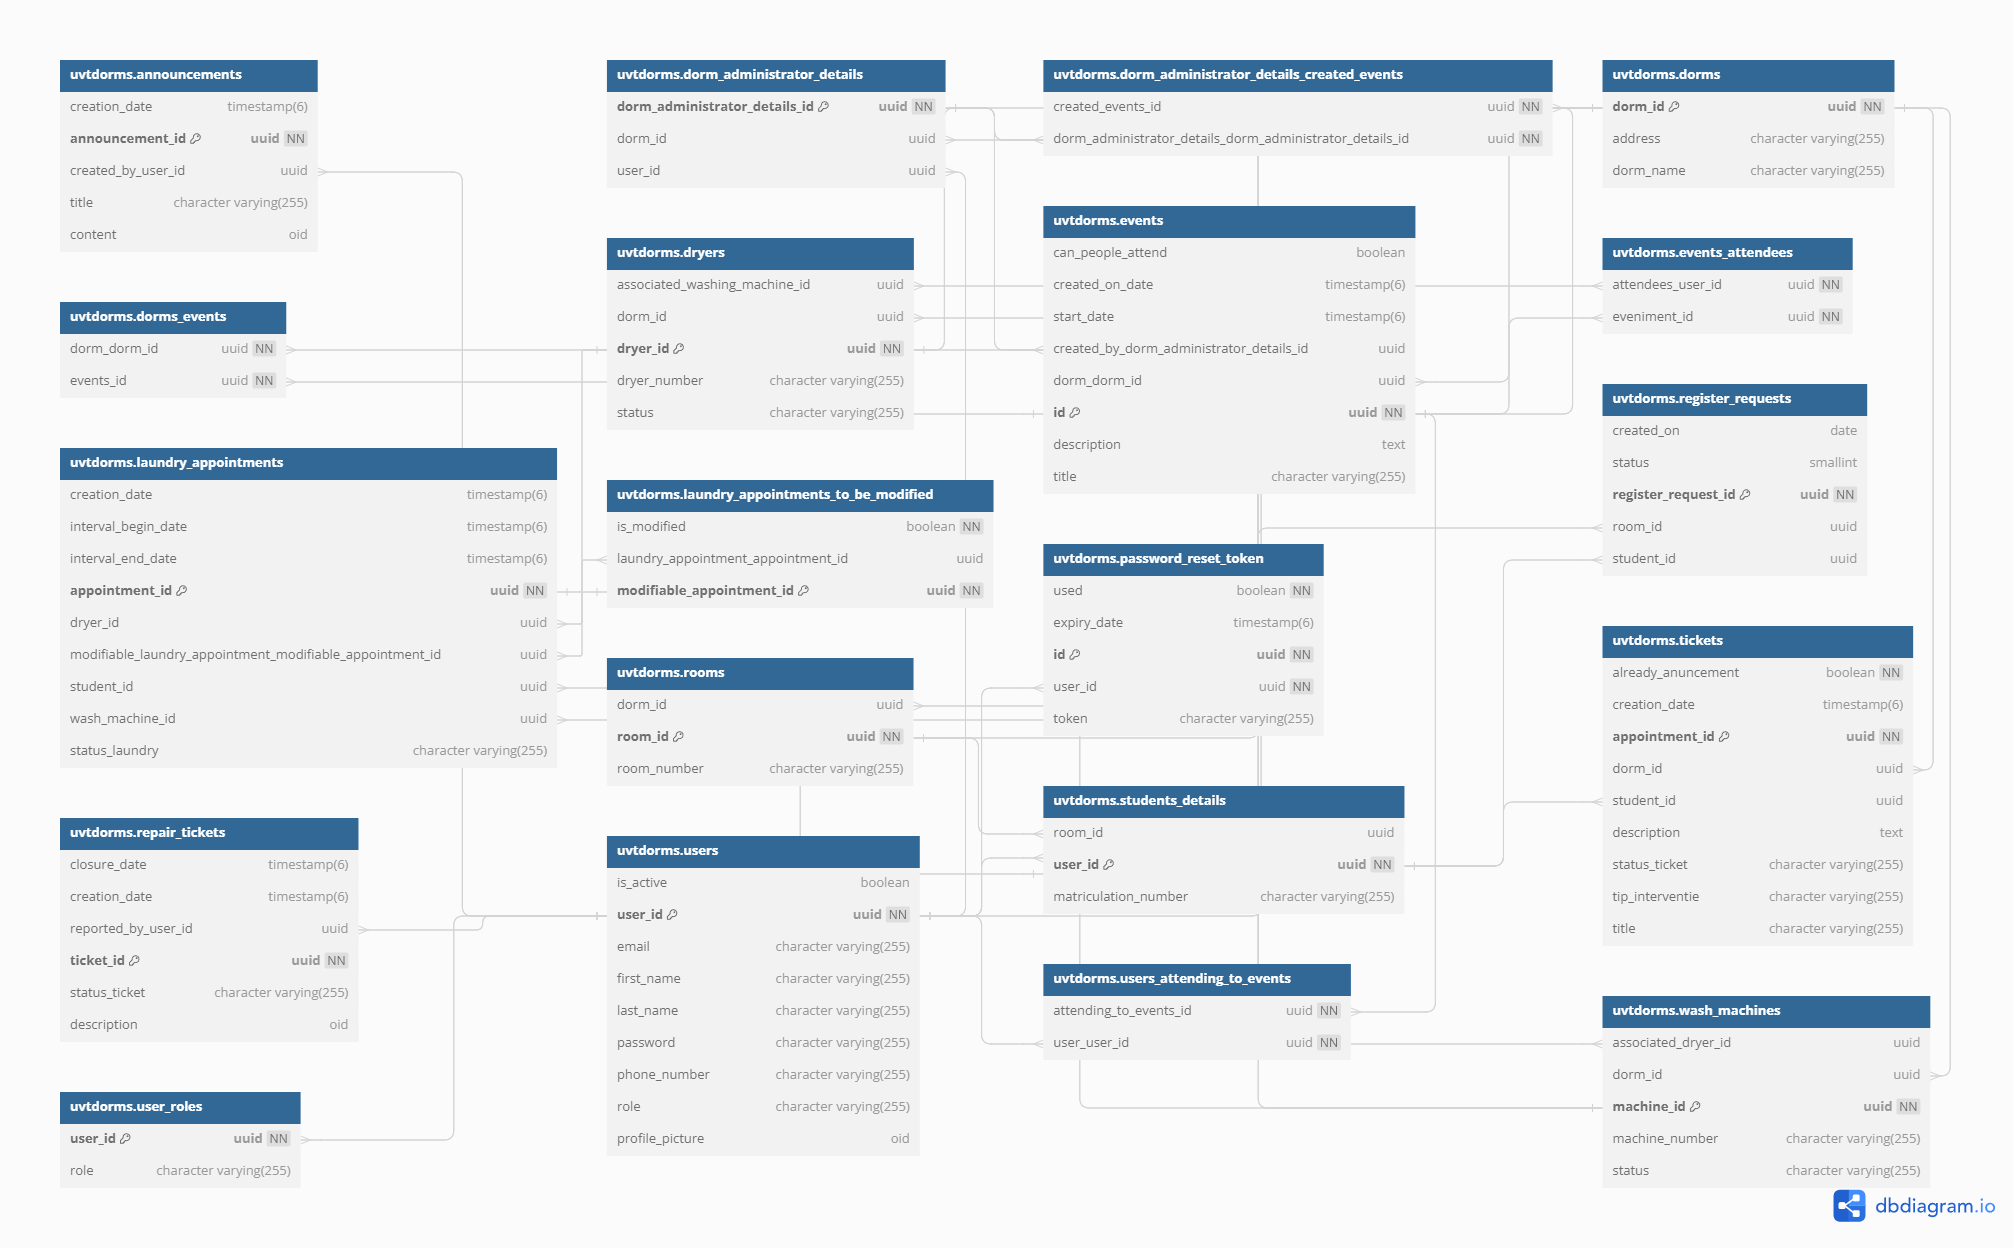 uvtdorms.announcements
creation_date timestamp(6)
announcement_id uuid NN
created_by_user_id uuid
title character varying(255)
content oid
uvtdorms.dorms_events
dorm_dorm_id uuid NN
events_id uuid NN
uvtdorms.laundry_appointments
creation_date timestamp(6)
interval_begin_date timestamp(6)
interval_end_date timestamp(6)
appointment_id uuid NN
dryer_id uuid
modifiable_laundry_appointment_modifiable_appointment_id uuid
student_id uuid
wash_machine_id uuid
status_laundry character varying(255)
uvtdorms.repair_tickets
closure_date timestamp(6)
creation_date timestamp(6)
reported_by_user_id uuid
ticket_id uuid NN
status_ticket character varying(255)
description oid
uvtdorms.user_roles
user_id uuid NN
role character varying(255)
uvtdorms.dorm_administrator_details
dorm_administrator_details_id uuid NN
dorm_id uuid
user_id uuid
uvtdorms.dryers
associated_washing_machine_id uuid
dorm_id uuid
dryer_id uuid NN
dryer_number character varying(255)
status character varying(255)
uvtdorms.laundry_appointments_to_be_modified
is_modified boolean NN
laundry_appointment_appointment_id uuid
modifiable_appointment_id uuid NN
uvtdorms.rooms
dorm_id uuid
room_id uuid NN
room_number character varying(255)
uvtdorms.users
is_active boolean
user_id uuid NN
email character varying(255)
first_name character varying(255)
last_name character varying(255)
password character varying(255)
phone_number character varying(255)
role character varying(255)
profile_picture oid
uvtdorms.dorm_administrator_details_created_events
created_events_id uuid NN
dorm_administrator_details_dorm_administrator_details_id uuid NN
uvtdorms.events
can_people_attend boolean
created_on_date timestamp(6)
start_date timestamp(6)
created_by_dorm_administrator_details_id uuid
dorm_dorm_id uuid
id uuid NN
description text
title character varying(255)
uvtdorms.password_reset_token
used boolean NN
expiry_date timestamp(6)
id uuid NN
user_id uuid NN
token character varying(255)
uvtdorms.students_details
room_id uuid
user_id uuid NN
matriculation_number character varying(255)
uvtdorms.users_attending_to_events
attending_to_events_id uuid NN
user_user_id uuid NN
uvtdorms.dorms
dorm_id uuid NN
address character varying(255)
dorm_name character varying(255)
uvtdorms.events_attendees
attendees_user_id uuid NN
eveniment_id uuid NN
uvtdorms.register_requests
created_on date
status smallint
register_request_id uuid NN
room_id uuid
student_id uuid
uvtdorms.tickets
already_anuncement boolean NN
creation_date timestamp(6)
appointment_id uuid NN
dorm_id uuid
student_id uuid
description text
status_ticket character varying(255)
tip_interventie character varying(255)
title character varying(255)
uvtdorms.wash_machines
associated_dryer_id uuid
dorm_id uuid
machine_id uuid NN
machine_number character varying(255)
status character varying(255)
dbdiagram.io